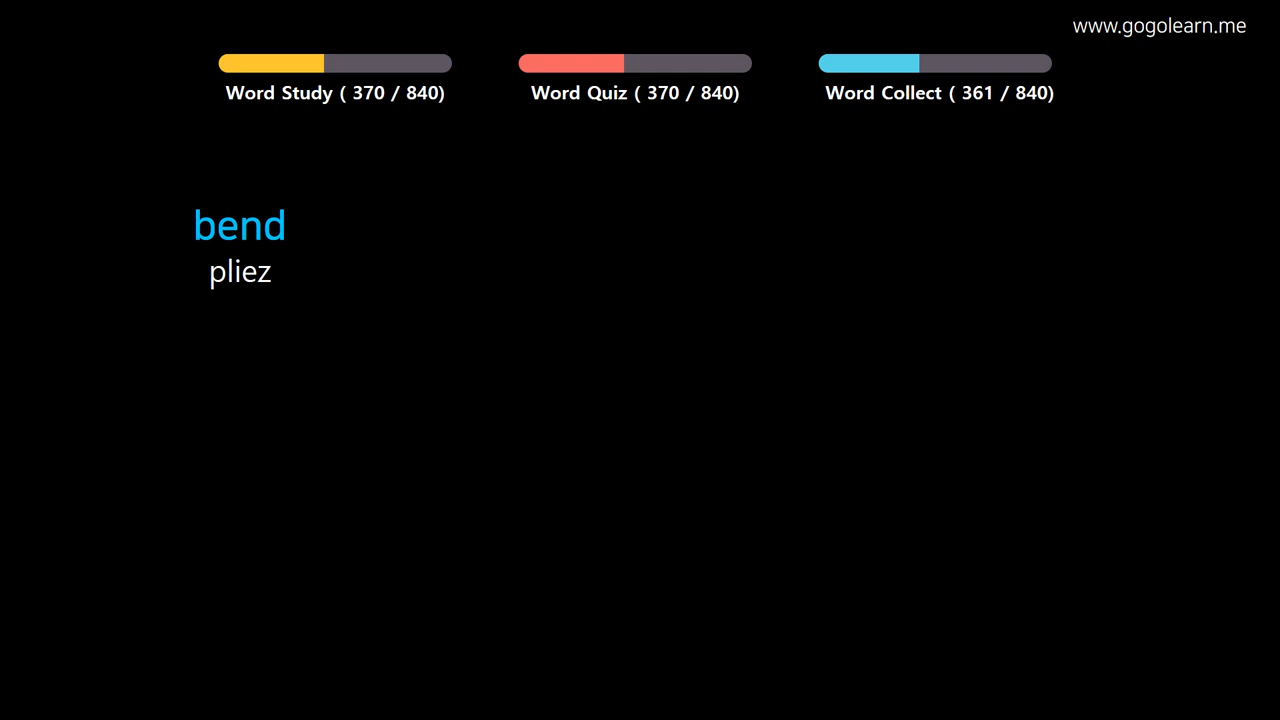 www.gogolearn.me
Word Study ( 370 / 840)
Word Quiz ( 370 / 840)
Word Collect ( 361 / 840)
bend
pliez